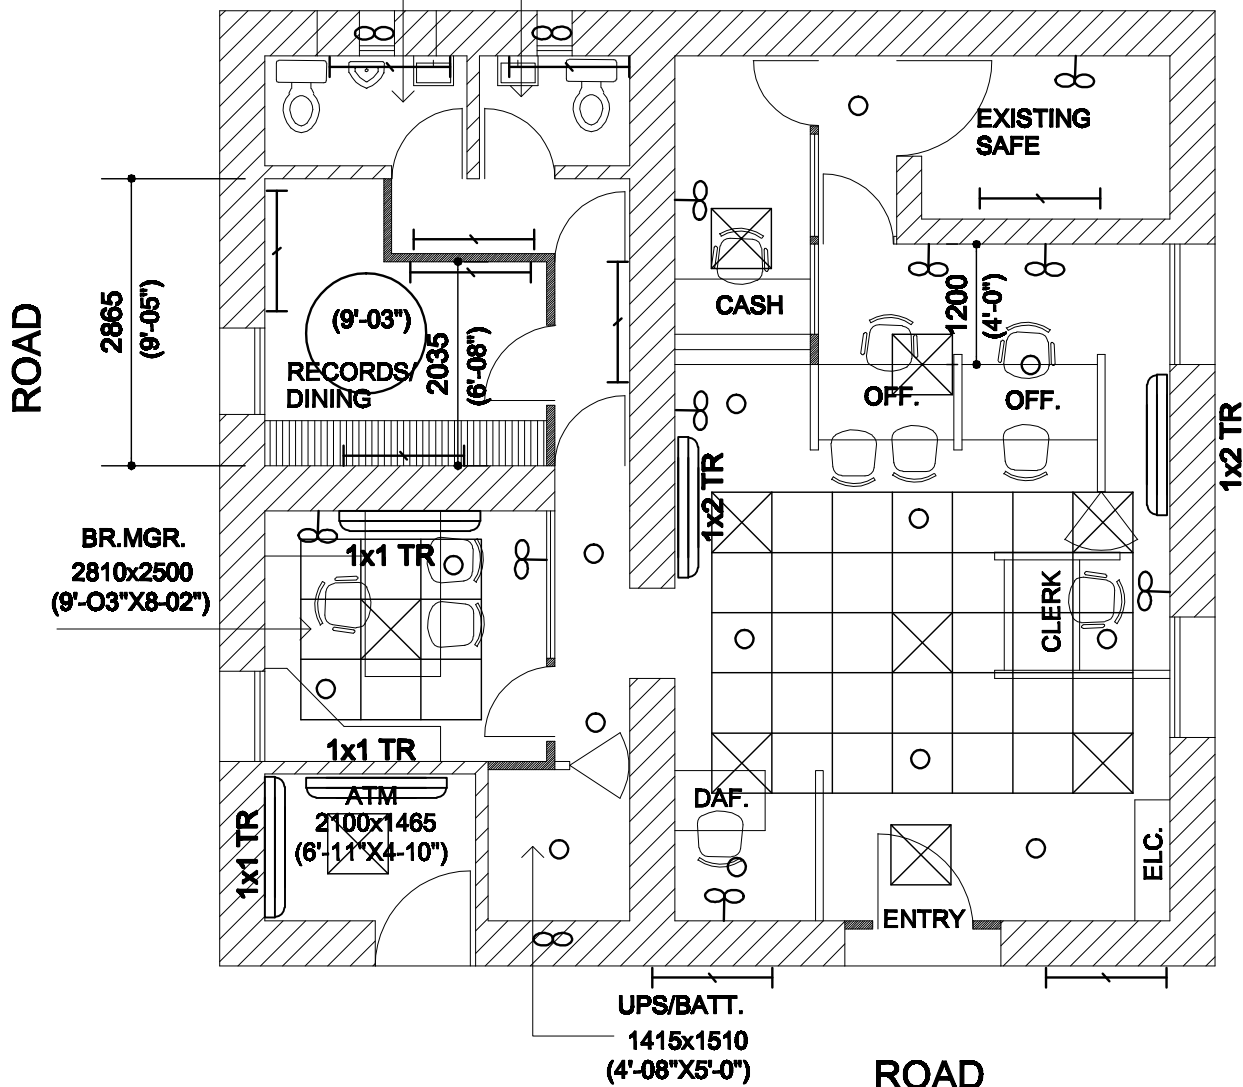 EXISTING
SAFE
ROAD
2865
(9'-05")
(9'-03")
RECORDS/
DINING
2035
(6'-08")
CASH
1200
(4'-0")
OFF.
OFF.
1x2 TR
1x2 TR
BR.MGR.
2810x2500
(9'-O3"X8-02")
1x1 TR
CLERK
1x1 TR
ATM
2100x1465
(6'-11"X4-10")
1x1 TR
DAF.
ELC.
ENTRY
UPS/BATT.
1415x1510
(4'-08"X5'-0")
ROAD